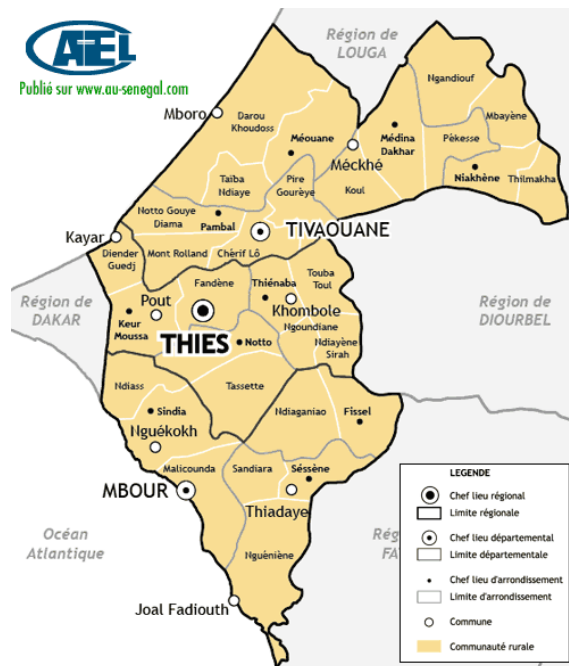 AEL
Publié sur www.au-senegal.com
Région de
LOUGA
Ngandiouf
Mboro
Darou
Khoudoss
Mbayène
Méouane
Médina
Dakhar
Pèkesse
Méckhé
Taïba
Ndiaye
Pire
Gourèye
Koul
Niakhène
Thilmakha
Notto Gouye
Diama
Pambal
TIVAOUANE
Kayar
Diender
Guedj
Mont Rolland
Chèrif Lô
Touba
Toul
Région de
DAKAR
Pout
Fandène
Thiénaba
Khombole
Région de
DIOURBEL
Keur
Moussa
THIES
Notto
Ngoundiane
Ndiayène
Sirah
Ndiass
Tassette
Sindia
Ndiaganiao
Fissel
Nguékokh
Malicounda
Sandiara
Séssène
MBOUR
Thiadaye
Océan
Atlantique
Nguèniène
Joal Fadiouth
LEGENDE
Chef lieu régional
Limite régionale
Chef lieu départemental
Limite départementale
Chef lieu d'arrondissement
Limite d'arrondissement
Commune
Communauté rurale